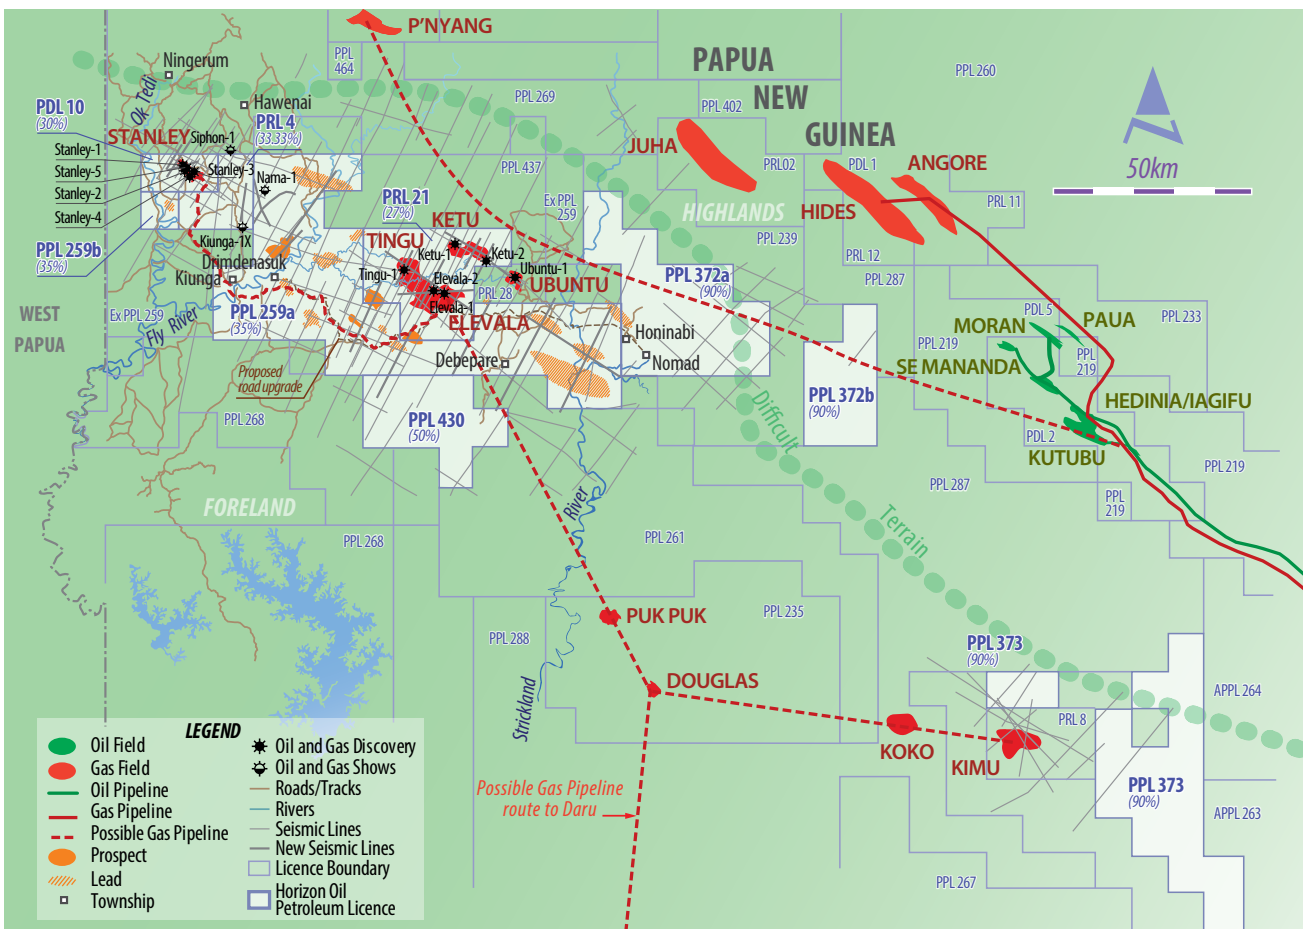 P'NYANG
PPL
464
PAPUA
NEW
GUINEA
PPL 260
Ningerum
Ok Tedi
Hawenai
PPL 269
PPL 402
PDL 10
(30%)
STANLEY
Siphon-1
PRL 4
(33.33%)
JUHA
PRL02
PDL 1
ANGORE
50km
Stanley-1
Stanley-5
Stanley-3
Stanley-2
Stanley-4
Nama-1
PPL 437
PRL 21
(27%)
KETU
Ex PPL
259
HIGHLANDS
HIDES
PRL 11
PPL 259b
(35%)
Kiunga-1X
TINGU
Ketu-1
Ketu-2
PPL 239
PRL 12
Drimdenasuk
Kiunga
Tingu-1
Elevala-2
Ubuntu-1
UBUNTU
PRL 28
PPL 372a
(90%)
PPL 287
WEST
PAPUA
Ex PPL 259
Fly River
PPL 259a
(35%)
Elevala-1
ELEVALA
Honinabi
Nomad
Debepare
PDL 5
MORAN
PAUA
PPL 233
PPL 219
SE MANANDA
PPL
219
Proposed
road upgrade
PPL 372b
(90%)
HEDINIA/IAGIFU
PPL 268
PPL 430
(50%)
Difficult
PDL 2
KUTUBU
PPL 219
PPL 287
PPL
219
FORELAND
River
Terrain
PPL 268
PPL 261
PUK PUK
PPL 235
PPL 288
PPL 373
(90%)
DOUGLAS
Strickland
APPL 264
PRL 8
KOKO
KIMU
PPL 373
(90%)
Possible Gas Pipeline
route to Daru
APPL 263
PPL 267
LEGEND
Oil Field
Gas Field
Oil Pipeline
Gas Pipeline
Possible Gas Pipeline
Prospect
Lead
Township
Oil and Gas Discovery
Oil and Gas Shows
Roads/Tracks
Rivers
Seismic Lines
New Seismic Lines
Licence Boundary
Horizon Oil
Petroleum Licence